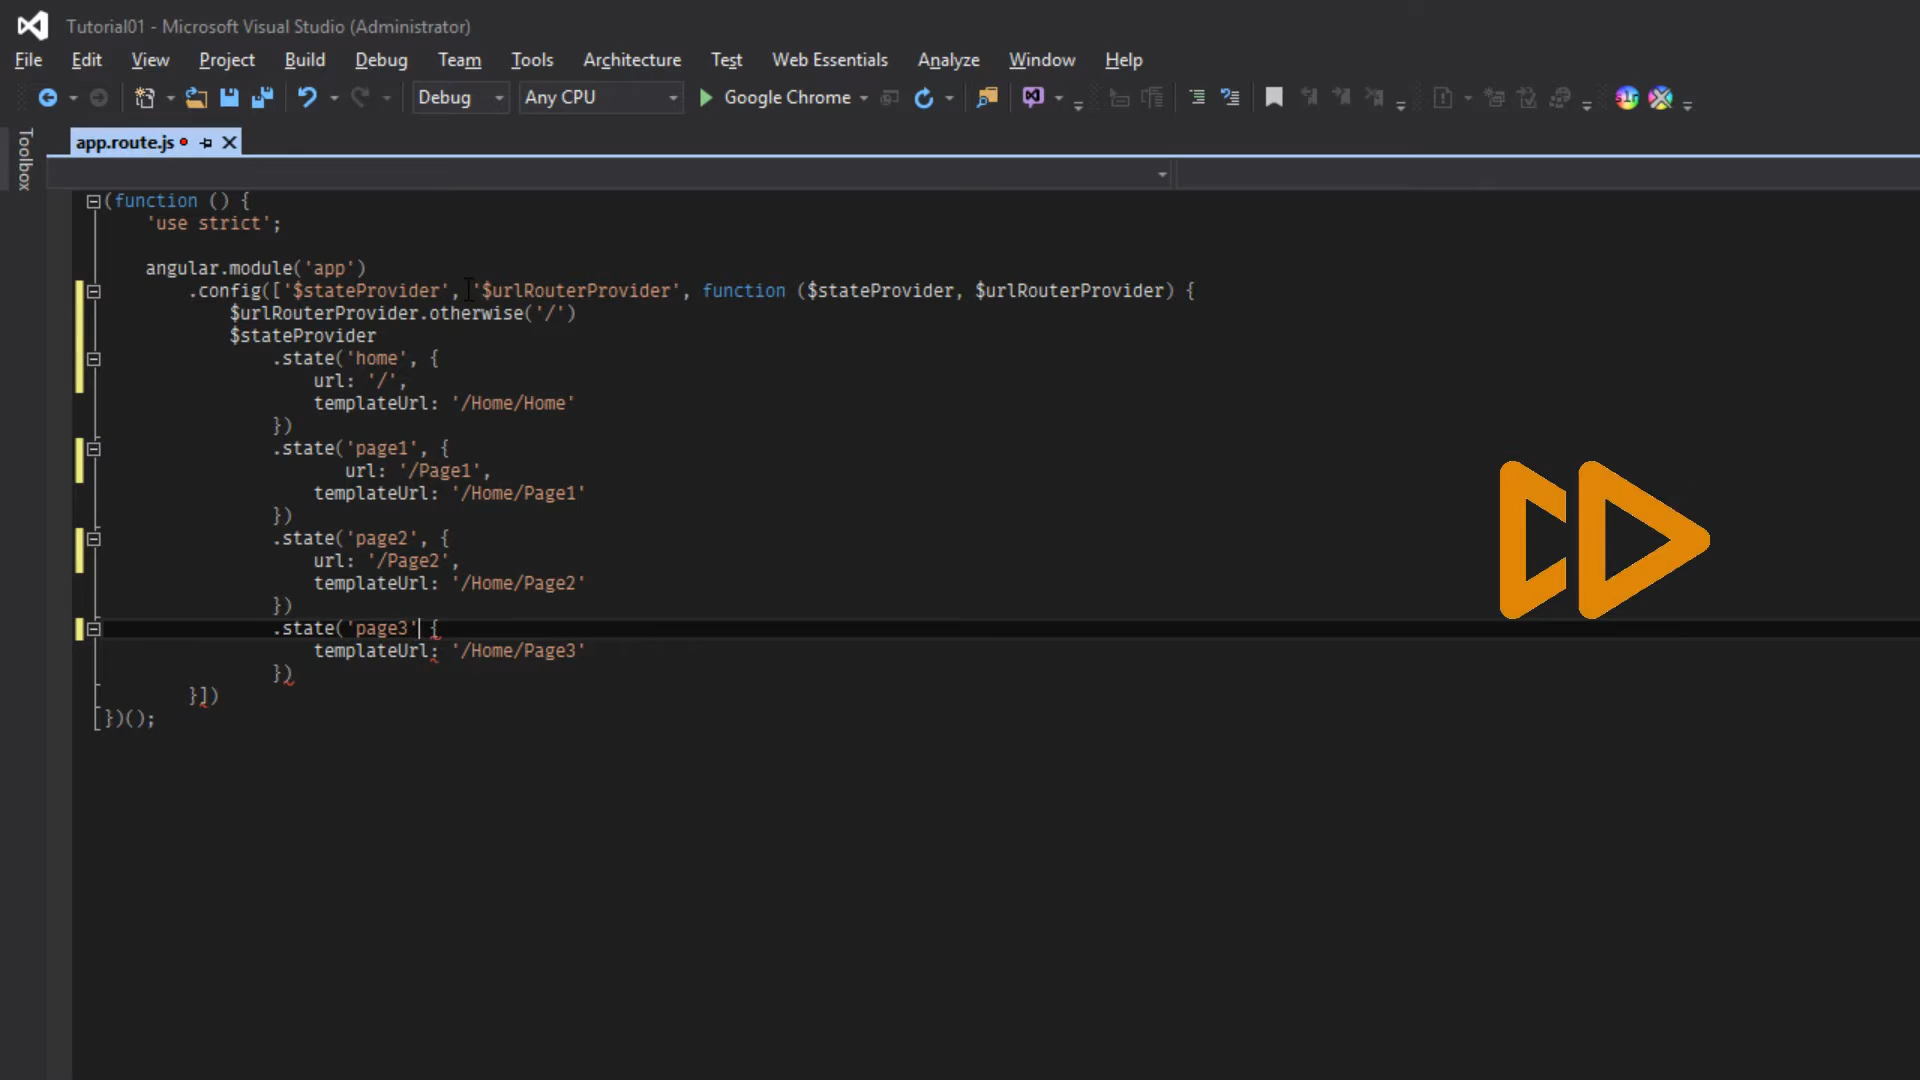 Tutorial01 - Microsoft Visual Studio (Administrator)
File Edit View Project Build Debug Team Tools Architecture Test Web Essentials Analyze Window Help
Debug Any CPU Google Chrome
Toolbox
app.route.js
(function () {
'use strict';
angular.module('app')
.config(['$stateProvider', '$urlRouterProvider', function ($stateProvider, $urlRouterProvider) {
$urlRouterProvider.otherwise('/')
$stateProvider
.state('home', {
url: '/',
templateUrl: '/Home/Home'
})
.state('page1', {
url: '/Page1',
templateUrl: '/Home/Page1'
})
.state('page2', {
url: '/Page2',
templateUrl: '/Home/Page2'
})
.state('page3' {
templateUrl: '/Home/Page3'
})
}])
})();